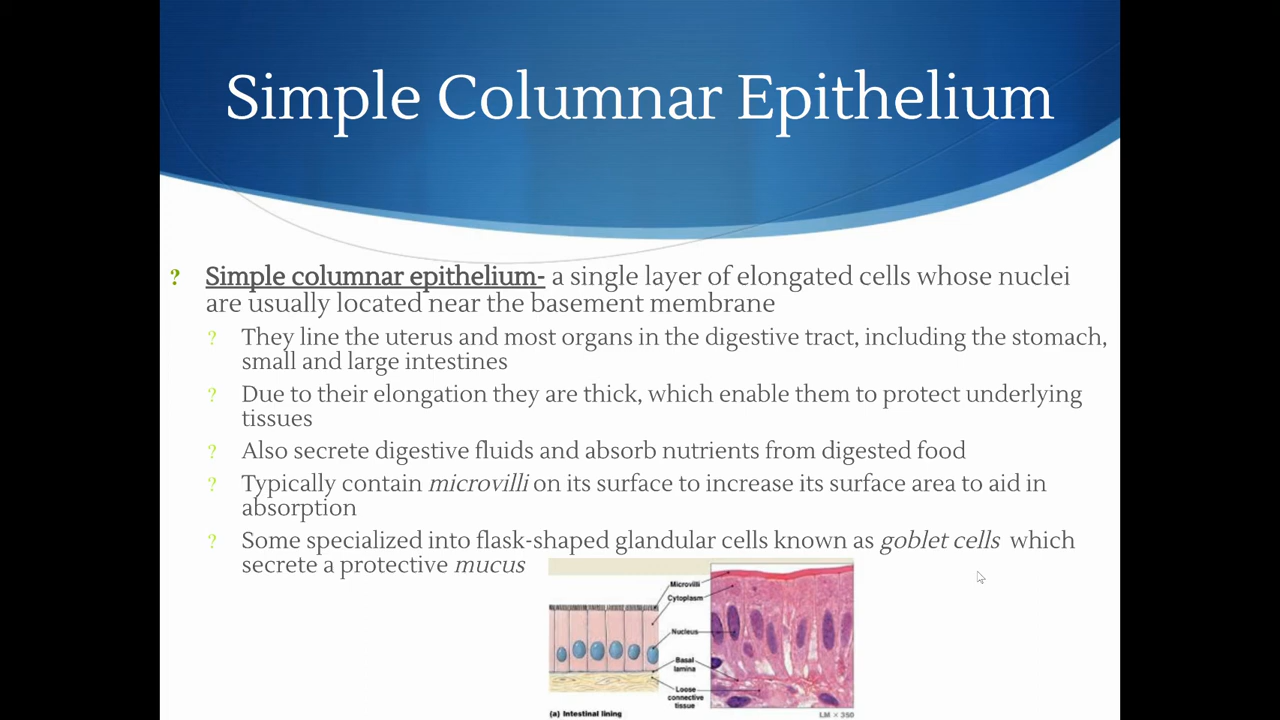 Simple Columnar Epithelium
? Simple columnar epithelium- a single layer of elongated cells whose nuclei
are usually located near the basement membrane
? They line the uterus and most organs in the digestive tract, including the stomach,
small and large intestines
? Due to their elongation they are thick, which enable them to protect underlying
tissues
? Also secrete digestive fluids and absorb nutrients from digested food
? Typically contain microvilli on its surface to increase its surface area to aid in
absorption
? Some specialized into flask-shaped glandular cells known as goblet cells which
secrete a protective mucus
Microvilli
Cytoplasm
Nucleus
Basal
lamina
Loose
connective
tissue
(a) Intestinal lining
LM × 350